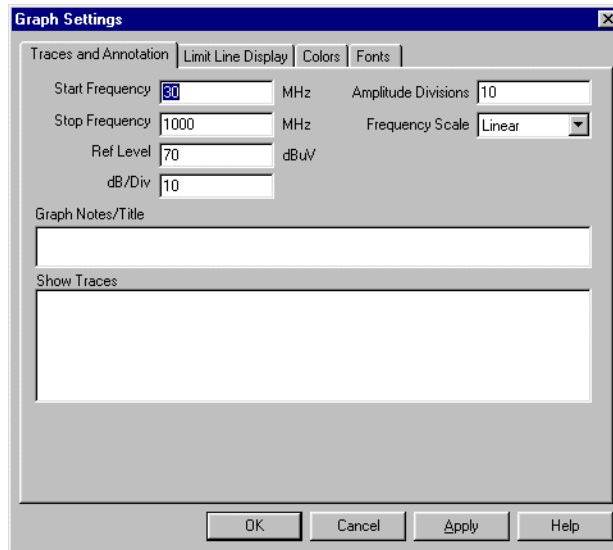 Graph Settings
Traces and Annotation Limit Line Display Colors Fonts
Start Frequency 30 MHz Amplitude Divisions 10
Stop Frequency 1000 MHz Frequency Scale Linear
Ref Level 70 dBuV
dB/Div 10
Graph Notes/Title
Show Traces
OK Cancel Apply Help